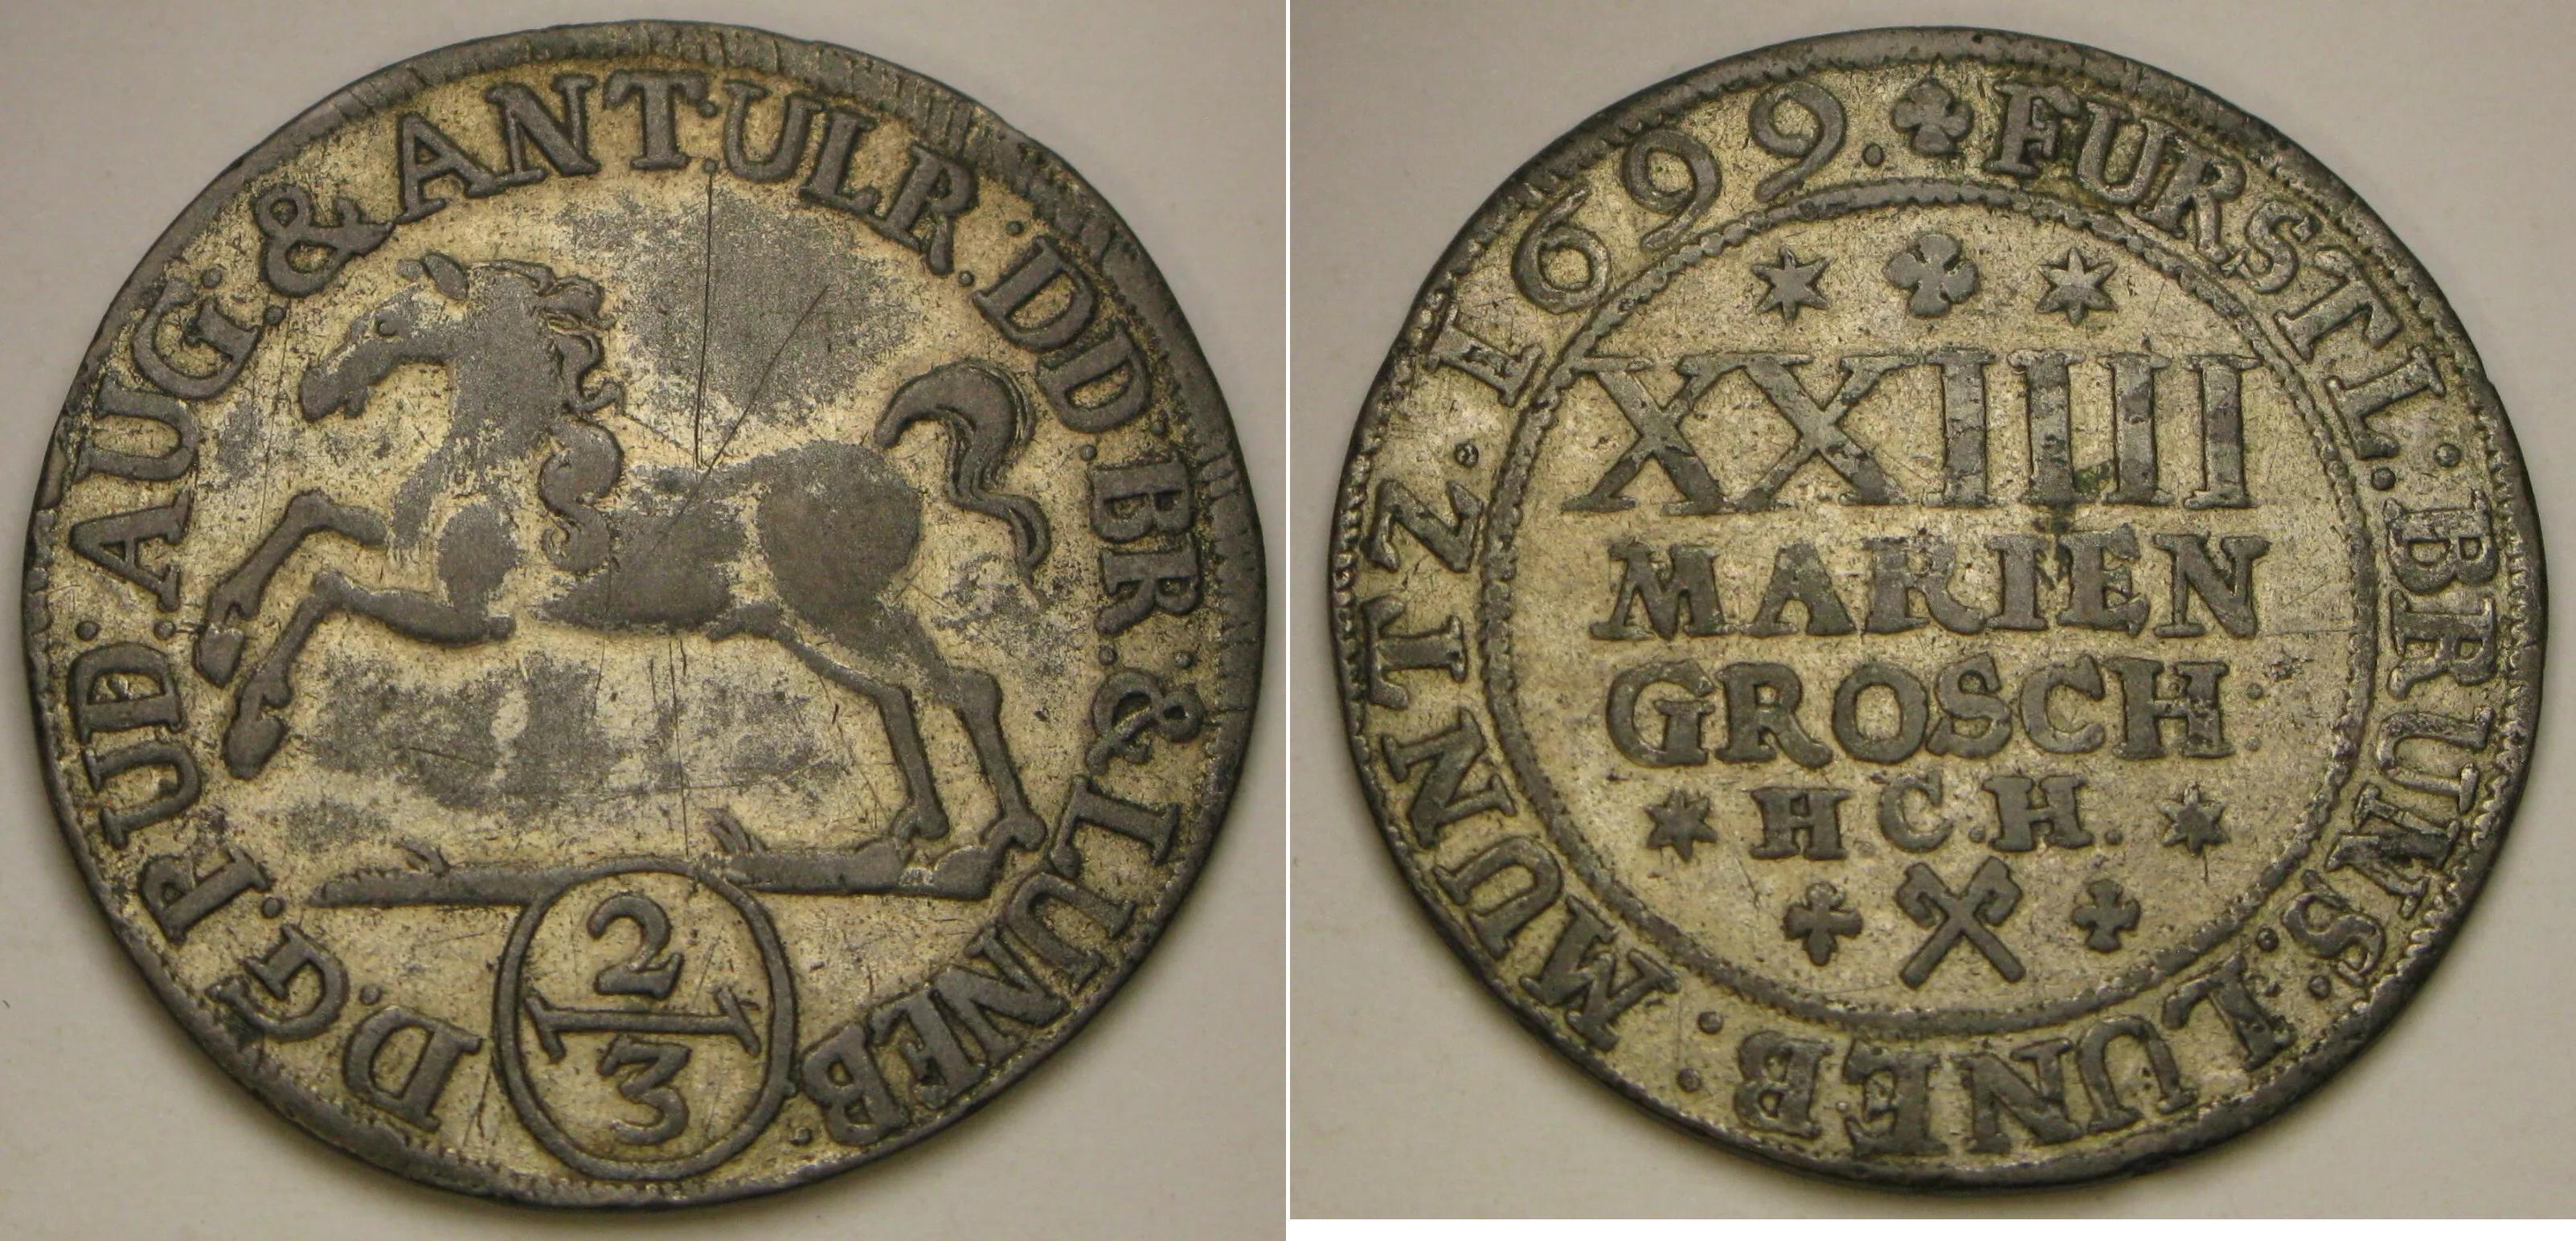 D. G. RUD: AUG: & ANT: ULR: DD. BR: & LUNEB:
2
3
1699. FURSTL: BRUNS: LUNEB: MUNTZ.
XXIIII
MARIEN
GROSCH:
H. C. H.